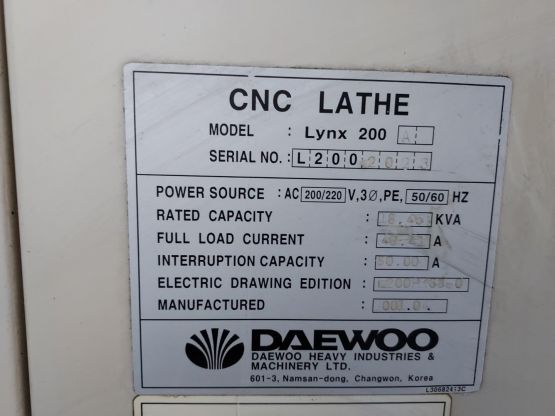 CNC LATHE
MODEL : Lynx 200 A
SERIAL NO. : L200
POWER SOURCE : AC 200/220 V, 3Ø, PE, 50/60 HZ
RATED CAPACITY : KVA
FULL LOAD CURRENT : A
INTERRUPTION CAPACITY : A
ELECTRIC DRAWING EDITION :
MANUFACTURED :
DAEWOO
DAEWOO HEAVY INDUSTRIES &
MACHINERY LTD.
601-3, Namsan-dong, Changwon, Korea